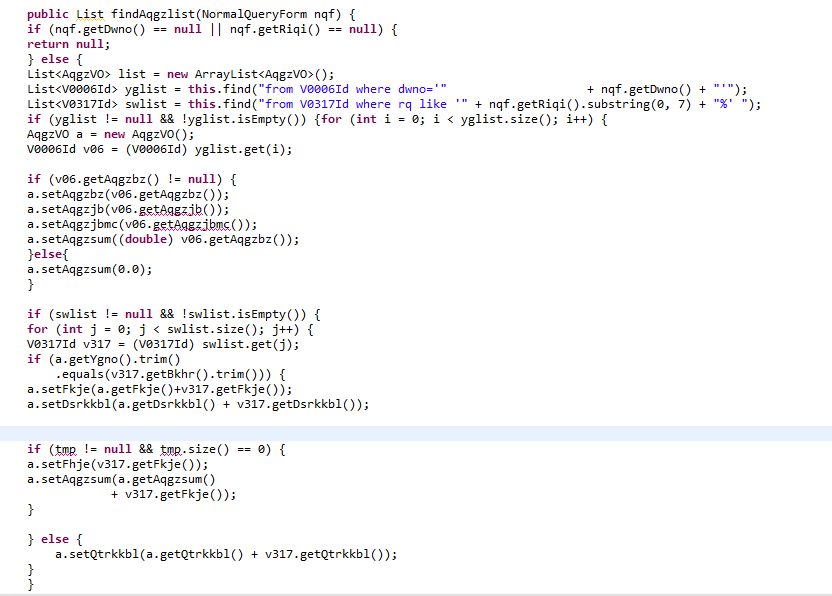 public List findAqgzlist(NormalQueryForm nqf) {
if (nqf.getDwno() == null || nqf.getRiqi() == null) {
return null;
} else {
List<AqgzVO> list = new ArrayList<AqgzVO>();
List<V0006Id> yglist = this.find("from V0006Id where dwno='" + nqf.getDwno() + "'");
List<V0317Id> swlist = this.find("from V0317Id where rq like '" + nqf.getRiqi().substring(0, 7) + "%' ");
if (yglist != null && !yglist.isEmpty()) {for (int i = 0; i < yglist.size(); i++) {
AqgzVO a = new AqgzVO();
V0006Id v06 = (V0006Id) yglist.get(i);
if (v06.getAqgzbz() != null) {
a.setAqgzbz(v06.getAqgzbz());
a.setAqgzjb(v06.getAqgzjb());
a.setAqgzjbmc(v06.getAqgzjbmc());
a.setAqgzsum((double) v06.getAqgzbz());
}else{
a.setAqgzsum(0.0);
}
if (swlist != null && !swlist.isEmpty()) {
for (int j = 0; j < swlist.size(); j++) {
V0317Id v317 = (V0317Id) swlist.get(j);
if (a.getYgno().trim()
.equals(v317.getBkhr().trim())) {
a.setFkje(a.getFkje()+v317.getFkje());
a.setDsrkkbl(a.getDsrkkbl() + v317.getDsrkkbl());
if (tmp != null && tmp.size() == 0) {
a.setFhje(v317.getFkje());
a.setAqgzsum(a.getAqgzsum()
+ v317.getFkje());
}
} else {
a.setQtrkkbl(a.getQtrkkbl() + v317.getQtrkkbl());
}
}